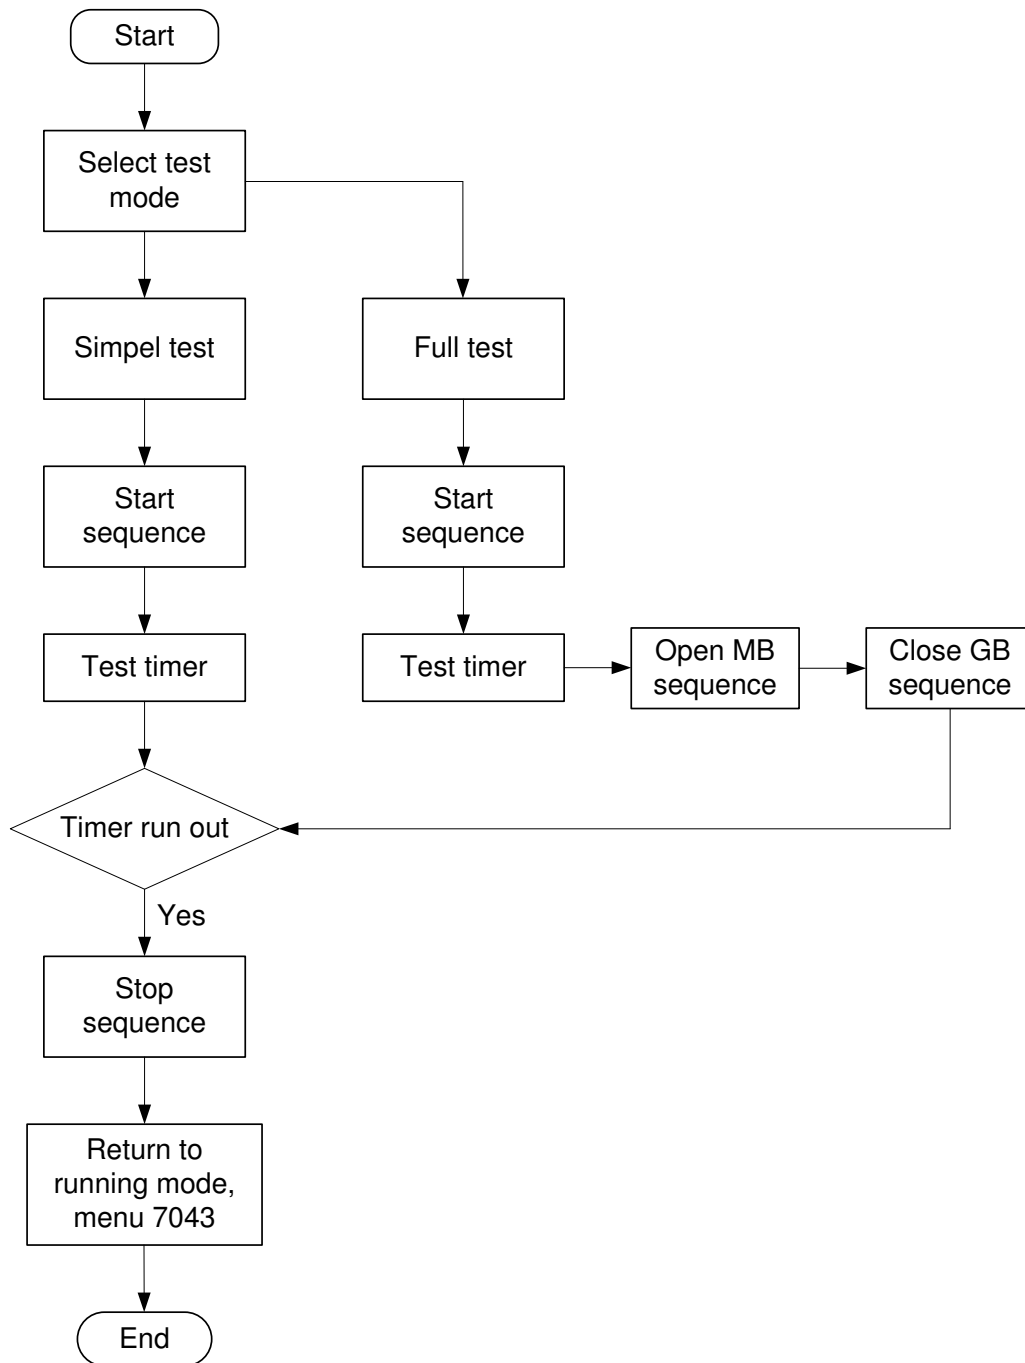 Start
Select test
mode
Simpel test
Full test
Start
sequence
Start
sequence
Test timer
Test timer
Open MB
sequence
Close GB
sequence
Timer run out
Yes
Stop
sequence
Return to
running mode,
menu 7043
End